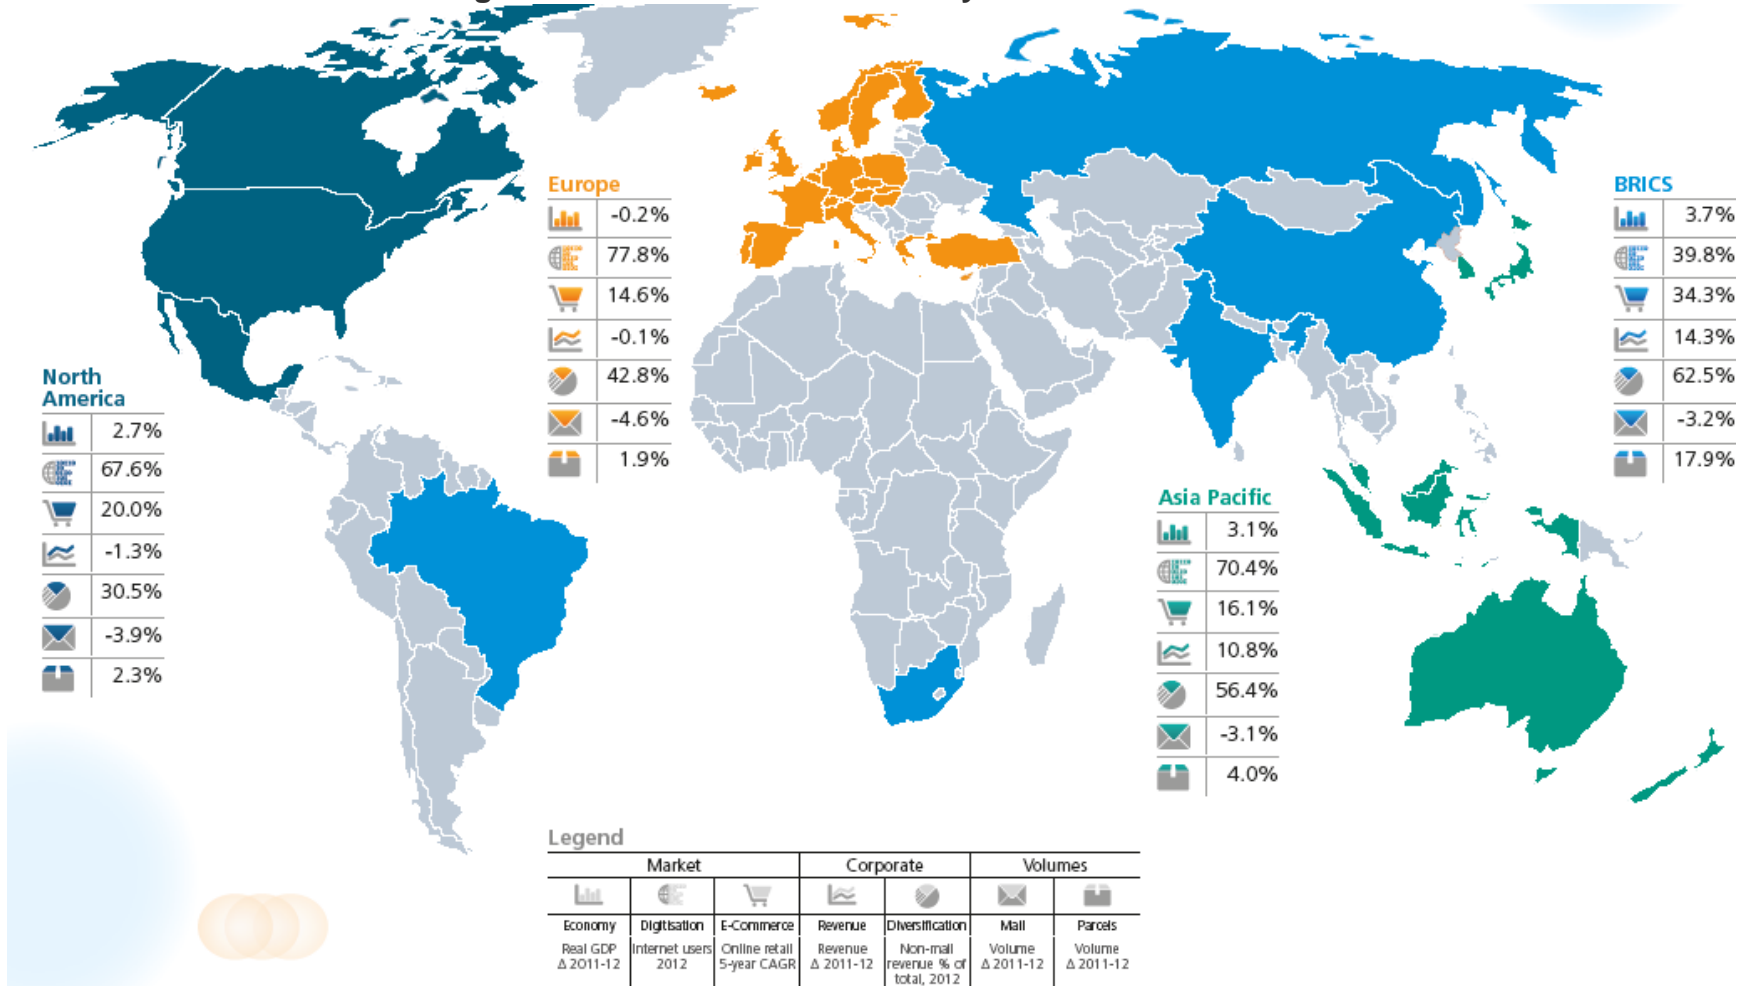 Europe
-0.2%
77.8%
14.6%
-0.1%
42.8%
-4.6%
1.9%
BRICS
3.7%
39.8%
34.3%
14.3%
62.5%
-3.2%
17.9%
North
America
2.7%
67.6%
20.0%
-1.3%
30.5%
-3.9%
2.3%
Asia Pacific
3.1%
70.4%
16.1%
10.8%
56.4%
-3.1%
4.0%
Legend
Market Corporate Volumes
Economy Digitisation E-Commerce Revenue Diversification Mail Parcels
Real GDP Internet users Online retail Revenue Non-mail Volume Volume
Δ 2011-12 2012 5-year CAGR Δ 2011-12 revenue % of Δ 2011-12 Δ 2011-12
total, 2012